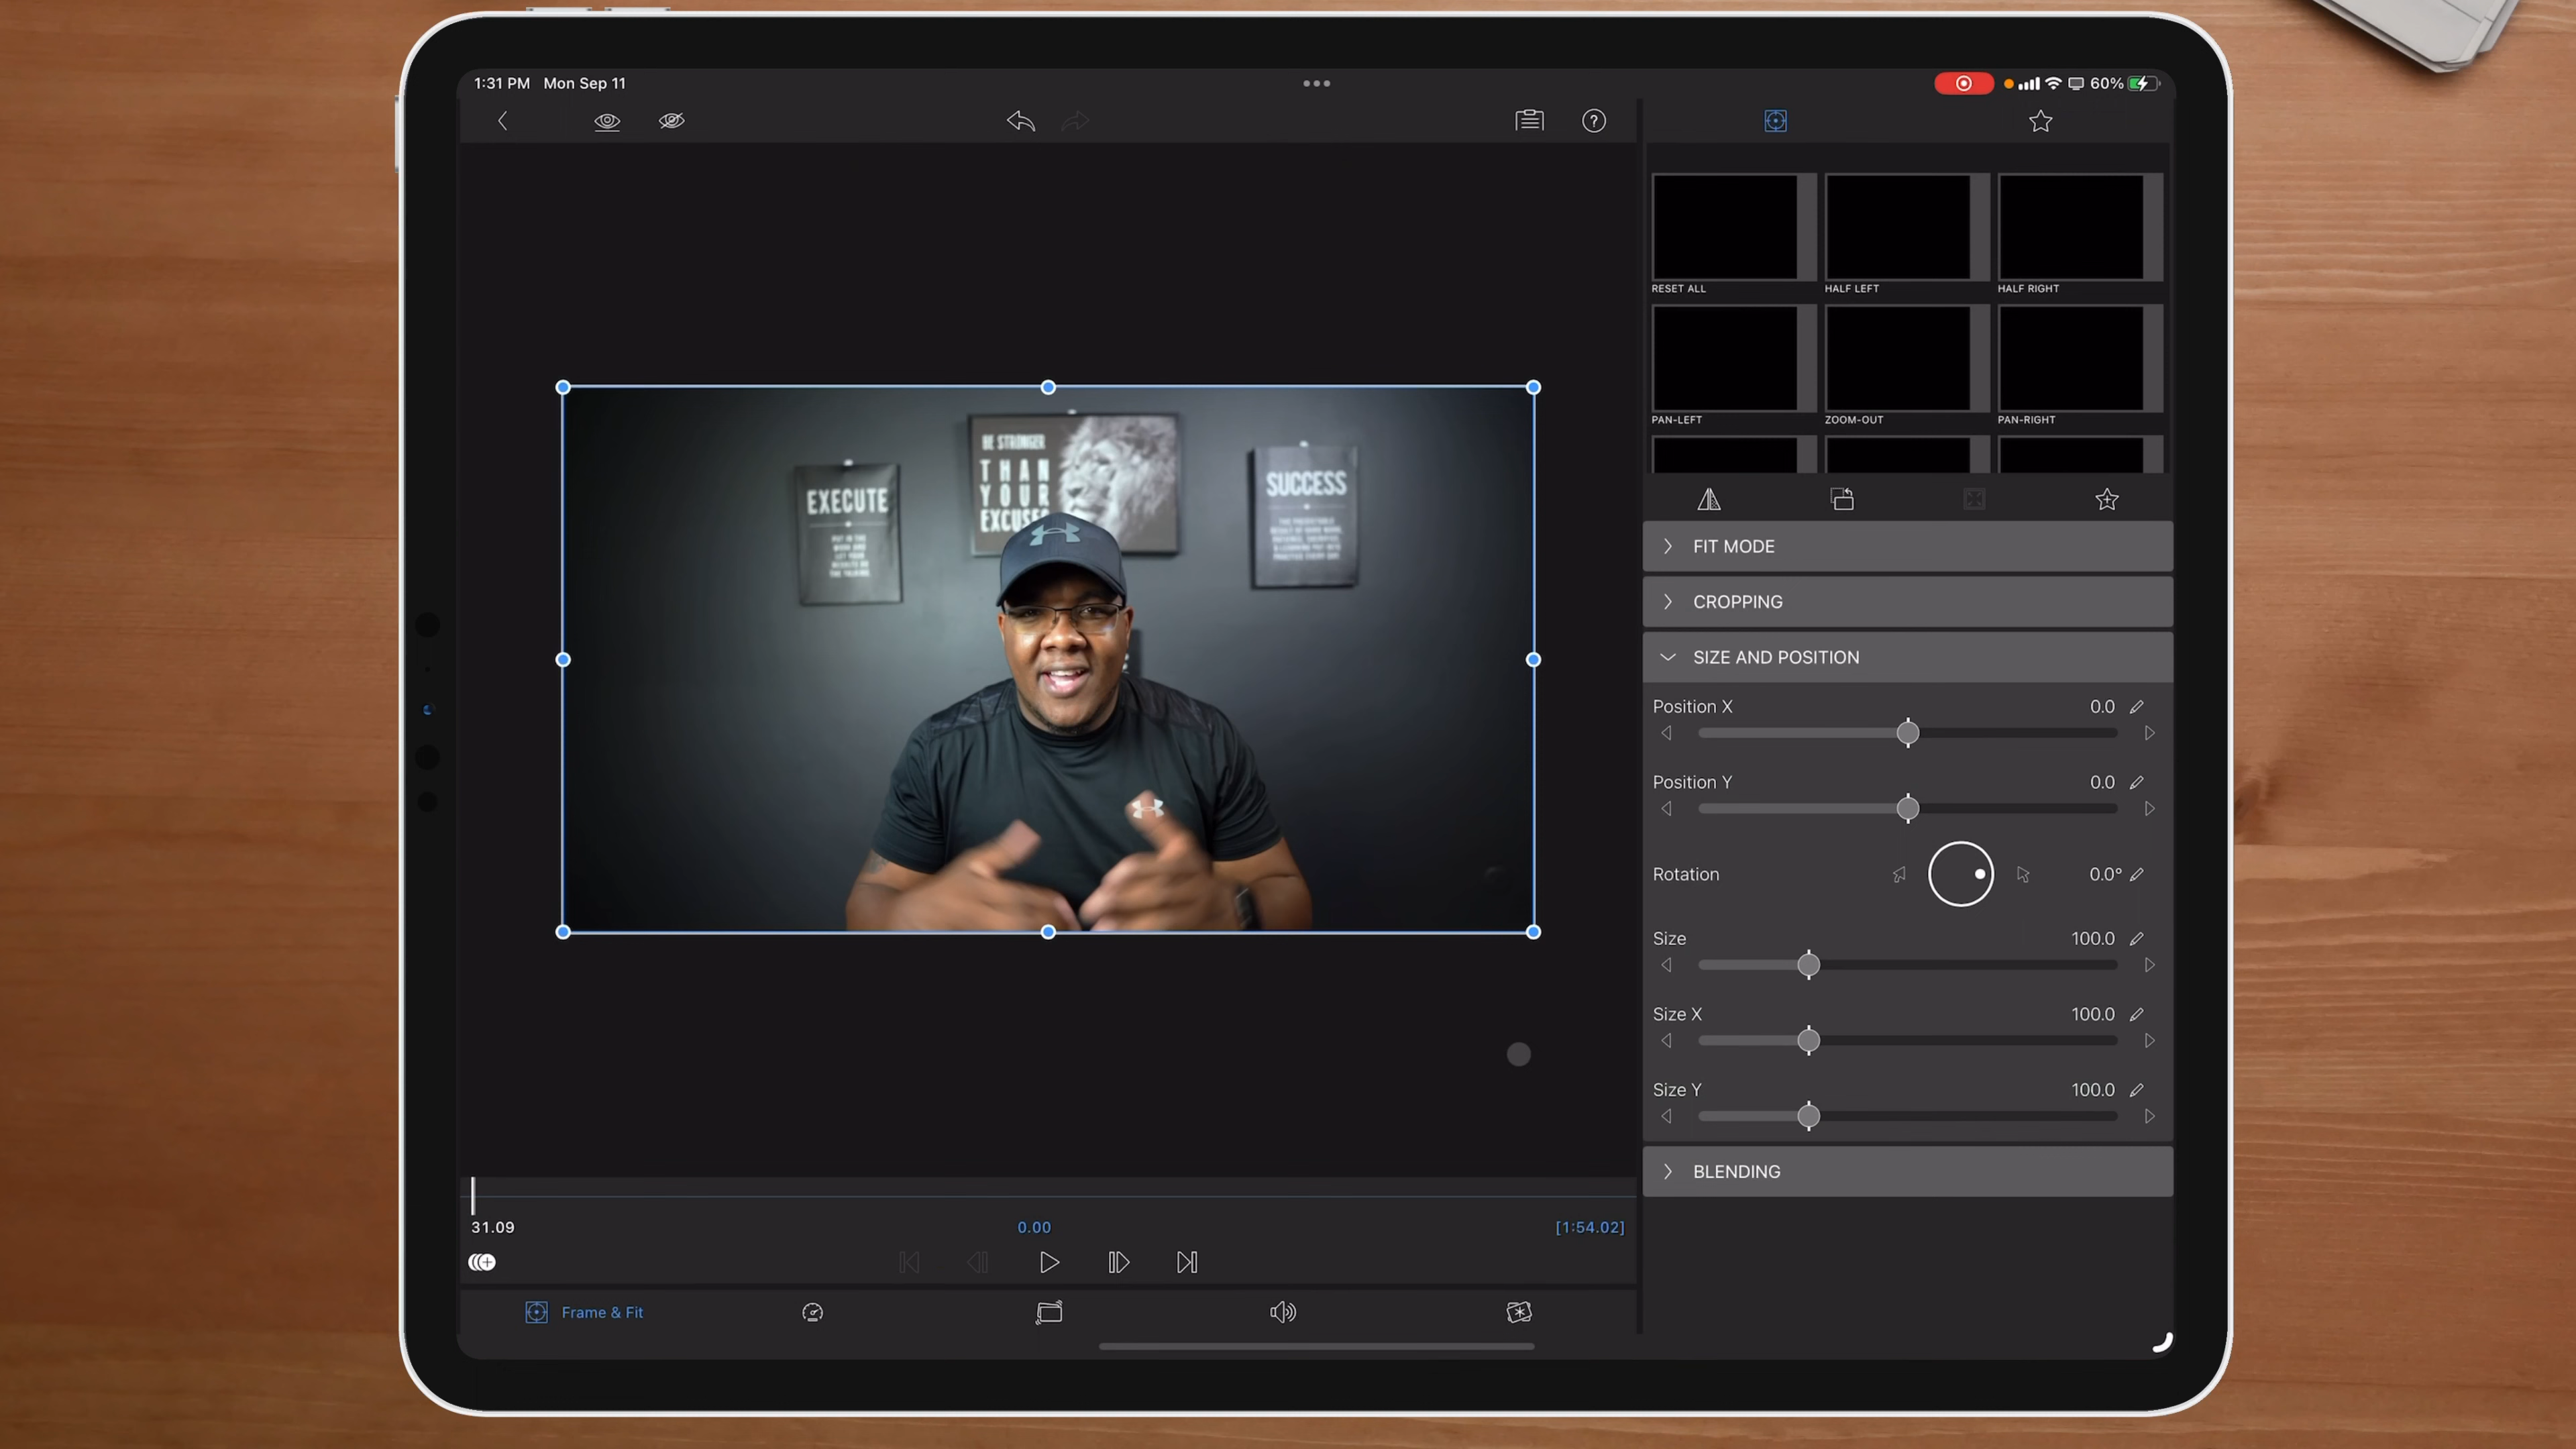 1:31 PM Mon Sep 11
60%
RESET ALL
HALF LEFT
HALF RIGHT
PAN-LEFT
ZOOM-OUT
PAN-RIGHT
FIT MODE
CROPPING
SIZE AND POSITION
Position X 0.0
Position Y 0.0
Rotation 0.0°
Size 100.0
Size X 100.0
Size Y 100.0
BLENDING
BE STRONGER
THAN
YOUR
EXCUSES
EXECUTE
SUCCESS
31.09
0.00
[1:54.02]
Frame & Fit